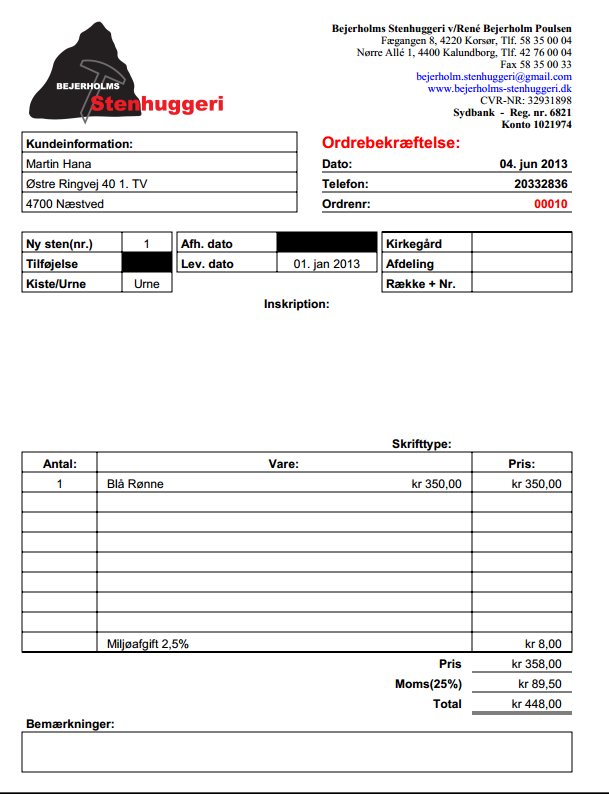 BEJERHOLMS
Stenhuggeri
Bejerholms Stenhuggeri v/René Bejerholm Poulsen
Fægangen 8, 4220 Korsør, Tlf. 58 35 00 04
Nørre Allé 1, 4400 Kalundborg, Tlf. 42 76 00 04
Fax 58 35 00 33
bejerholm.stenhuggeri@gmail.com
www.bejerholms-stenhuggeri.dk
CVR-NR: 32931898
Sydbank - Reg. nr. 6821
Konto 1021974
Kundeinformation:
Martin Hana
Østre Ringvej 40 1. TV
4700 Næstved
Ordrebekræftelse:
Dato: 04. jun 2013
Telefon: 20332836
Ordrenr: 00010
Ny sten(nr.) 1 Afh. dato Kirkegård
Tilføjelse Lev. dato 01. jan 2013 Afdeling
Kiste/Urne Urne Række + Nr.
Inskription:
Skrifttype:
Antal: Vare: Pris:
1 Blå Rønne kr 350,00 kr 350,00
Miljøafgift 2,5% kr 8,00
Pris kr 358,00
Moms(25%) kr 89,50
Total kr 448,00
Bemærkninger: